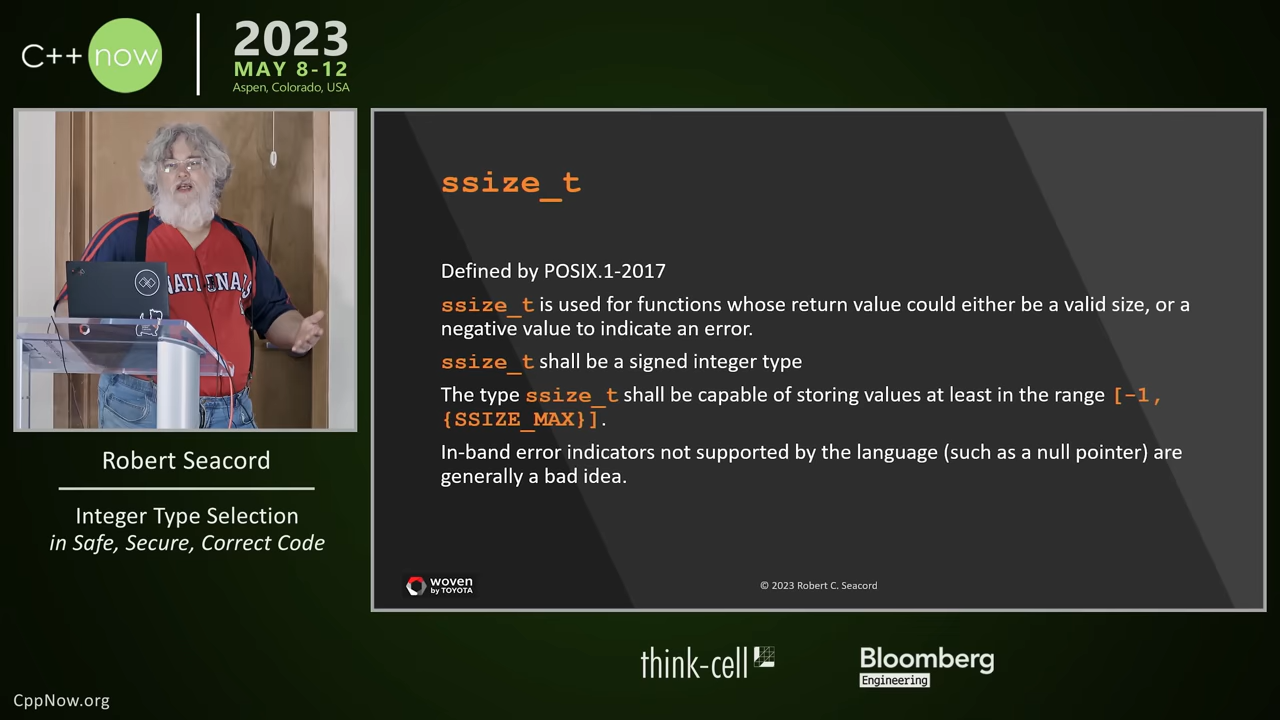 C++ now
2023
MAY 8-12
Aspen, Colorado, USA
NATIONALS
Robert Seacord
Integer Type Selection
in Safe, Secure, Correct Code
ssize_t
Defined by POSIX.1-2017
ssize_t is used for functions whose return value could either be a valid size, or a
negative value to indicate an error.
ssize_t shall be a signed integer type
The type ssize_t shall be capable of storing values at least in the range [-1,
{SSIZE_MAX}].
In-band error indicators not supported by the language (such as a null pointer) are
generally a bad idea.
woven
by TOYOTA
© 2023 Robert C. Seacord
think-cell
Bloomberg
Engineering
CppNow.org